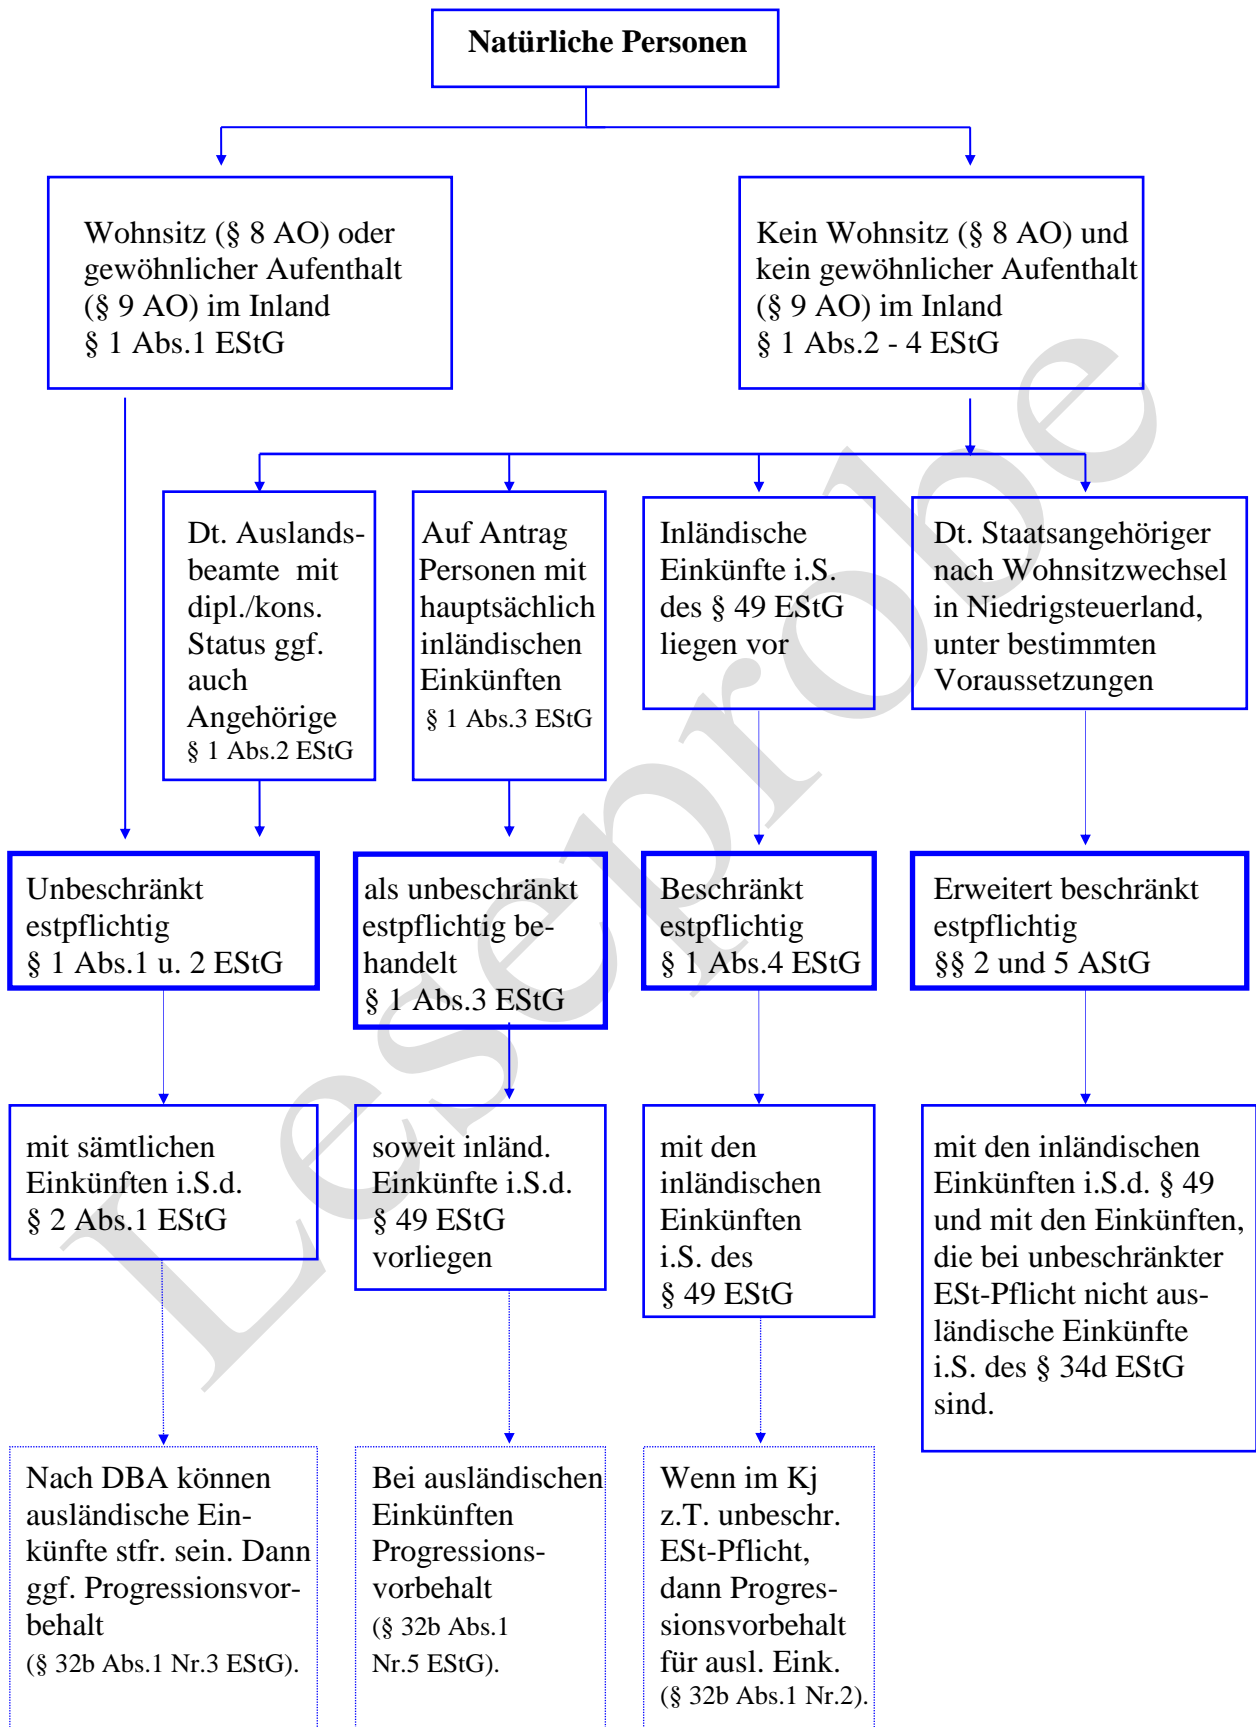 Natürliche Personen
Wohnsitz (§ 8 AO) oder
gewöhnlicher Aufenthalt
(§ 9 AO) im Inland
§ 1 Abs.1 EStG
Kein Wohnsitz (§ 8 AO) und
kein gewöhnlicher Aufenthalt
(§ 9 AO) im Inland
§ 1 Abs.2 - 4 EStG
Dt. Auslands-
beamte mit
dipl./kons.
Status ggf.
auch
Angehörige
§ 1 Abs.2 EStG
Auf Antrag
Personen mit
hauptsächlich
inländischen
Einkünften
§ 1 Abs.3 EStG
Inländische
Einkünfte i.S.
des § 49 EStG
liegen vor
Dt. Staatsangehöriger
nach Wohnsitzwechsel
in Niedrigsteuerland,
unter bestimmten
Voraussetzungen
Unbeschränkt
estpflichtig
§ 1 Abs.1 u. 2 EStG
als unbeschränkt
estpflichtig be-
handelt
§ 1 Abs.3 EStG
Beschränkt
estpflichtig
§ 1 Abs.4 EStG
Erweitert beschränkt
estpflichtig
§§ 2 und 5 AStG
mit sämtlichen
Einkünften i.S.d.
§ 2 Abs.1 EStG
soweit inländ.
Einkünfte i.S.d.
§ 49 EStG
vorliegen
mit den
inländischen
Einkünften
i.S. des
§ 49 EStG
mit den inländischen
Einkünften i.S.d. § 49
und mit den Einkünften,
die bei unbeschränkter
ESt-Pflicht nicht aus-
ländische Einkünfte
i.S. des § 34d EStG
sind.
Nach DBA können
ausländische Ein-
künfte stfr. sein. Dann
ggf. Progressionsvor-
behalt
(§ 32b Abs.1 Nr.3 EStG).
Bei ausländischen
Einkünften
Progressions-
vorbehalt
(§ 32b Abs.1
Nr.5 EStG).
Wenn im Kj
z.T. unbeschr.
ESt-Pflicht,
dann Progres-
sionsvorbehalt
für ausl. Eink.
(§ 32b Abs.1 Nr.2).
Leseprobe